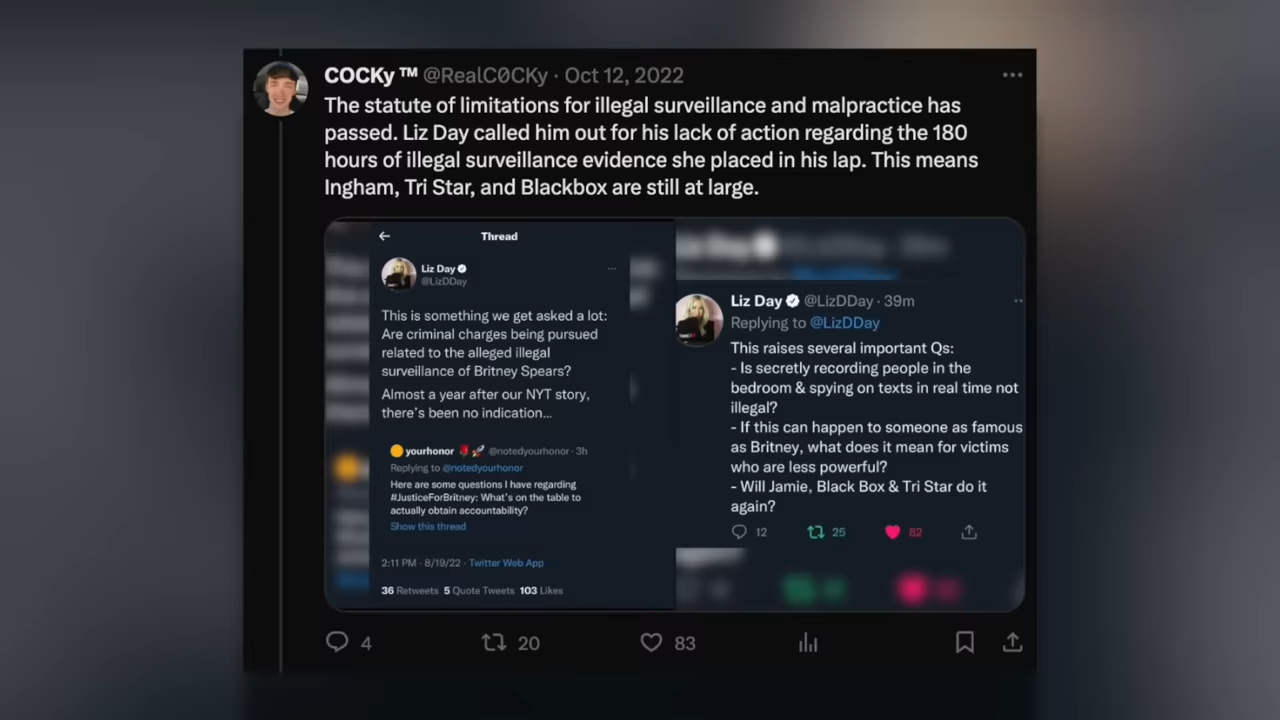 COCKy ™ @RealC0CKy · Oct 12, 2022
The statute of limitations for illegal surveillance and malpractice has
passed. Liz Day called him out for his lack of action regarding the 180
hours of illegal surveillance evidence she placed in his lap. This means
Ingham, Tri Star, and Blackbox are still at large.
Thread
Liz Day
@LizDDay
This is something we get asked a lot:
Are criminal charges being pursued
related to the alleged illegal
surveillance of Britney Spears?
Almost a year after our NYT story,
there's been no indication...
yourhonor 🌹🚀 @notedyourhonor · 3h
Replying to @notedyourhonor
Here are some questions I have regarding
#JusticeForBritney: What's on the table to
actually obtain accountability?
Show this thread
2:11 PM · 8/19/22 · Twitter Web App
36 Retweets 5 Quote Tweets 103 Likes
Liz Day @LizDDay · 39m
Replying to @LizDDay
This raises several important Qs:
- Is secretly recording people in the
bedroom & spying on texts in real time not
illegal?
- If this can happen to someone as famous
as Britney, what does it mean for victims
who are less powerful?
- Will Jamie, Black Box & Tri Star do it
again?
12 25 82
4 20 83